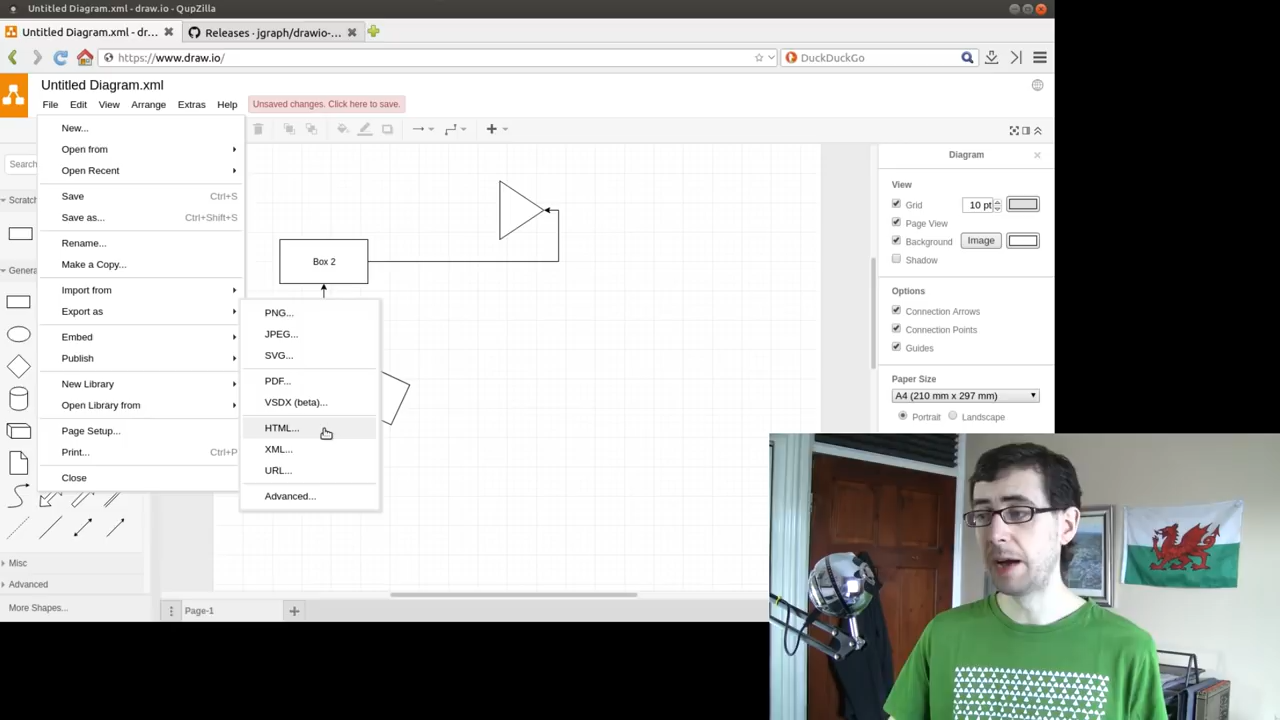 Untitled Diagram.xml - draw.io - QupZilla
Untitled Diagram.xml - dr...
Releases · jgraph/drawio-...
https://www.draw.io/
DuckDuckGo
Untitled Diagram.xml
File Edit View Arrange Extras Help
Unsaved changes. Click here to save.
New...
Open from
Open Recent
Save Ctrl+S
Save as... Ctrl+Shift+S
Rename...
Make a Copy...
Import from
Export as
Embed
Publish
New Library
Open Library from
Page Setup...
Print... Ctrl+P
Close
PNG...
JPEG...
SVG...
PDF...
VSDX (beta)...
HTML...
XML...
URL...
Advanced...
Search
Scratch
General
Misc
Advanced
More Shapes...
Box 2
Page-1
Diagram
View
Grid 10 pt
Page View
Background Image
Shadow
Options
Connection Arrows
Connection Points
Guides
Paper Size
A4 (210 mm x 297 mm)
Portrait Landscape